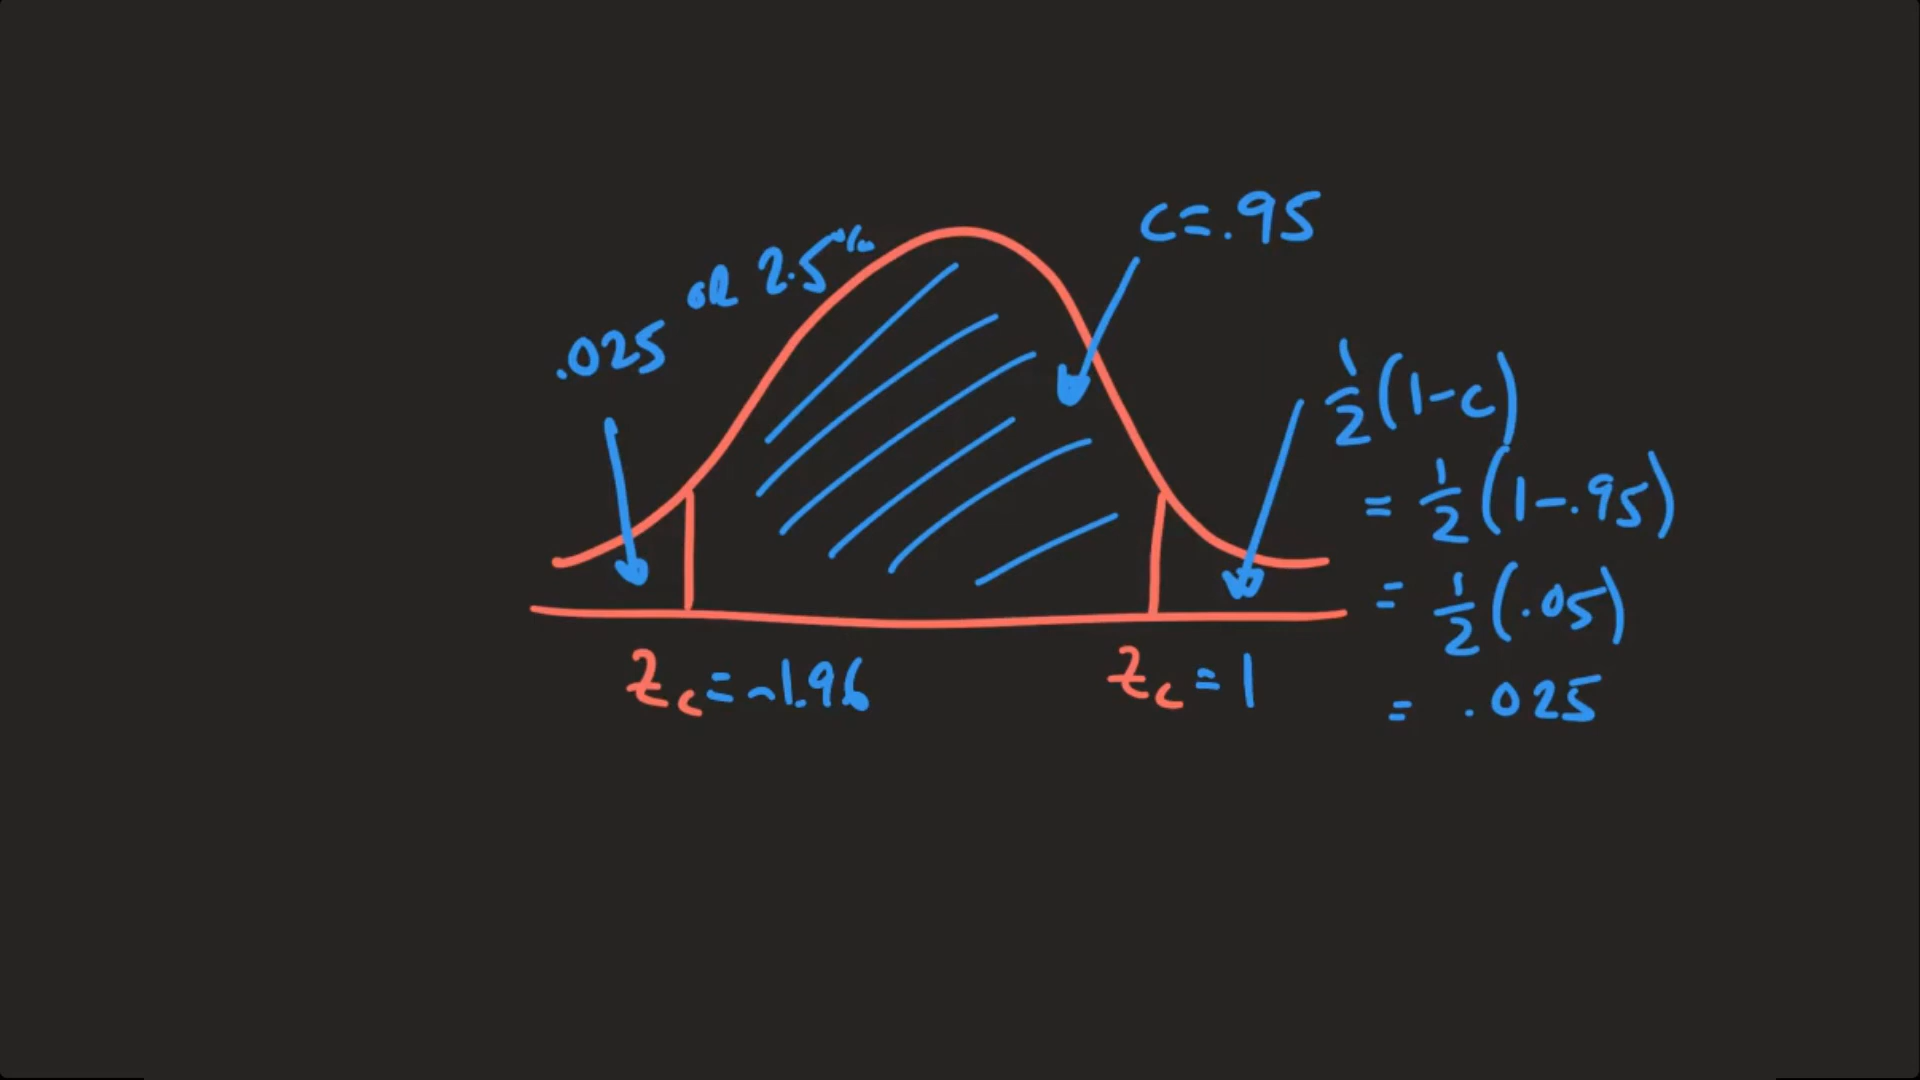 c=.95
or 2.5%
.025
1/2(1-c)
= 1/2(1-.95)
= 1/2(.05)
= .025
Zc=-1.96
Zc=1